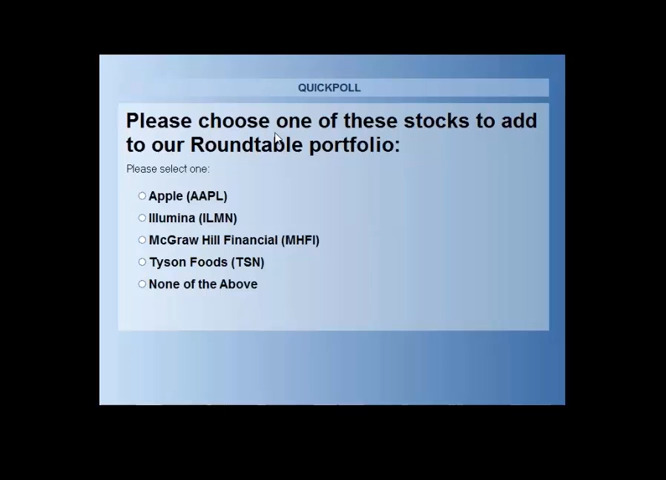 QUICKPOLL
Please choose one of these stocks to add
to our Roundtable portfolio:
Please select one:
Apple (AAPL)
Illumina (ILMN)
McGraw Hill Financial (MHFI)
Tyson Foods (TSN)
None of the Above